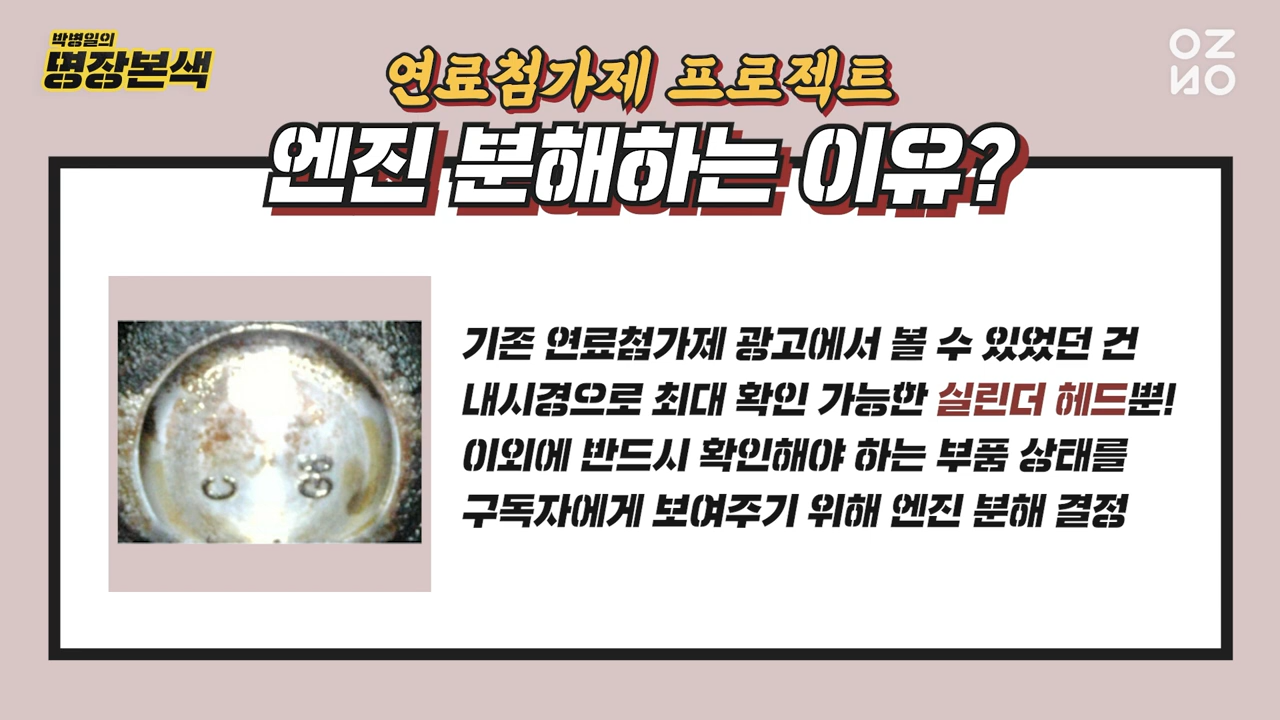 박병일의
명장본색
OZ
NO
연료첨가제 프로젝트
엔진 분해하는 이유?
기존 연료첨가제 광고에서 볼 수 있었던 건
내시경으로 최대 확인 가능한 실린더 헤드뿐!
이외에 반드시 확인해야 하는 부품 상태를
구독자에게 보여주기 위해 엔진 분해 결정